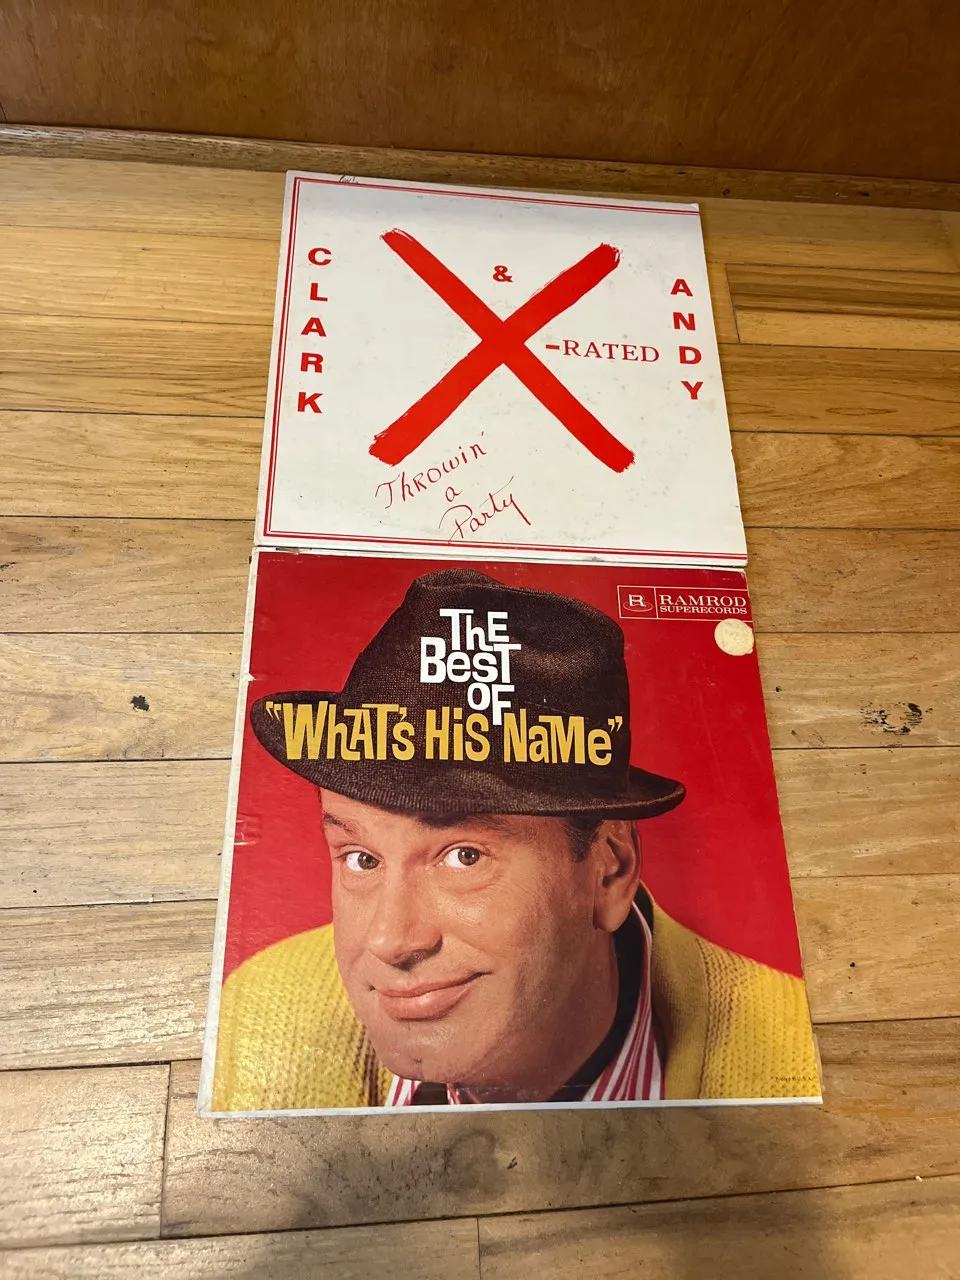 CLARK
&
ANDY
-RATED
Throwin'
a
Party
R RAMROD
SUPERECORDS
The
Best
OF
"What's His Name"